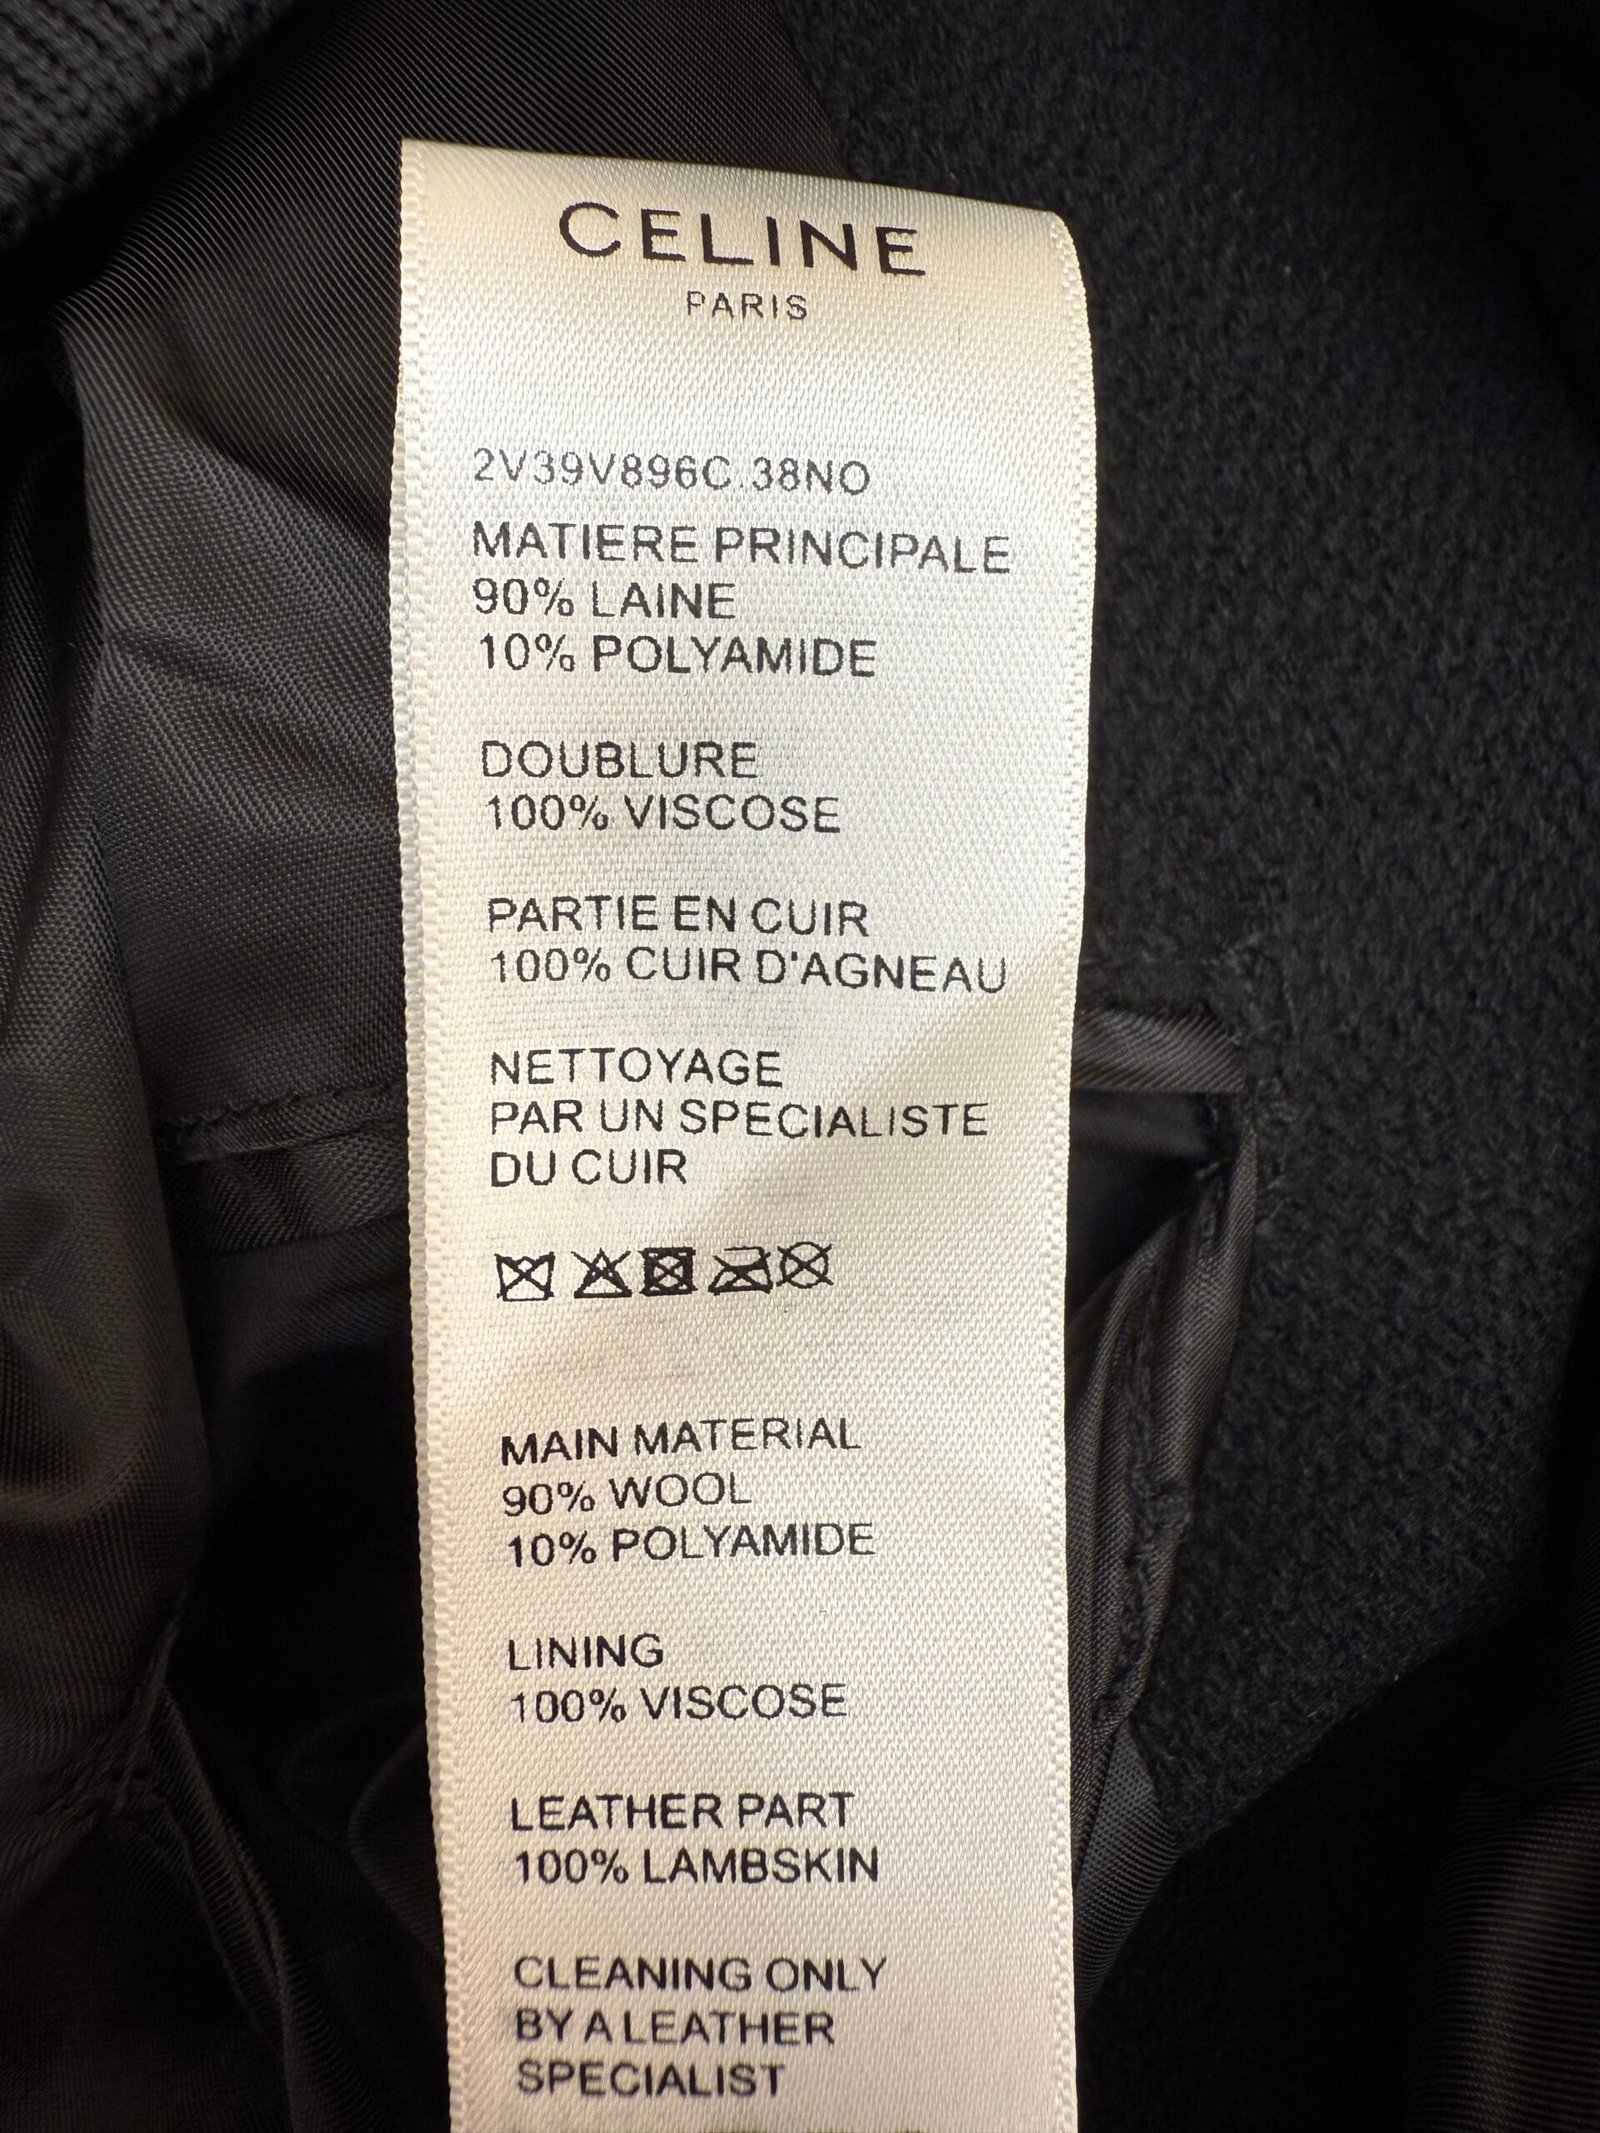 CELINE
PARIS
2V39V896C.38NO
MATIERE PRINCIPALE
90% LAINE
10% POLYAMIDE
DOUBLURE
100% VISCOSE
PARTIE EN CUIR
100% CUIR D'AGNEAU
NETTOYAGE
PAR UN SPECIALISTE
DU CUIR
MAIN MATERIAL
90% WOOL
10% POLYAMIDE
LINING
100% VISCOSE
LEATHER PART
100% LAMBSKIN
CLEANING ONLY
BY A LEATHER
SPECIALIST